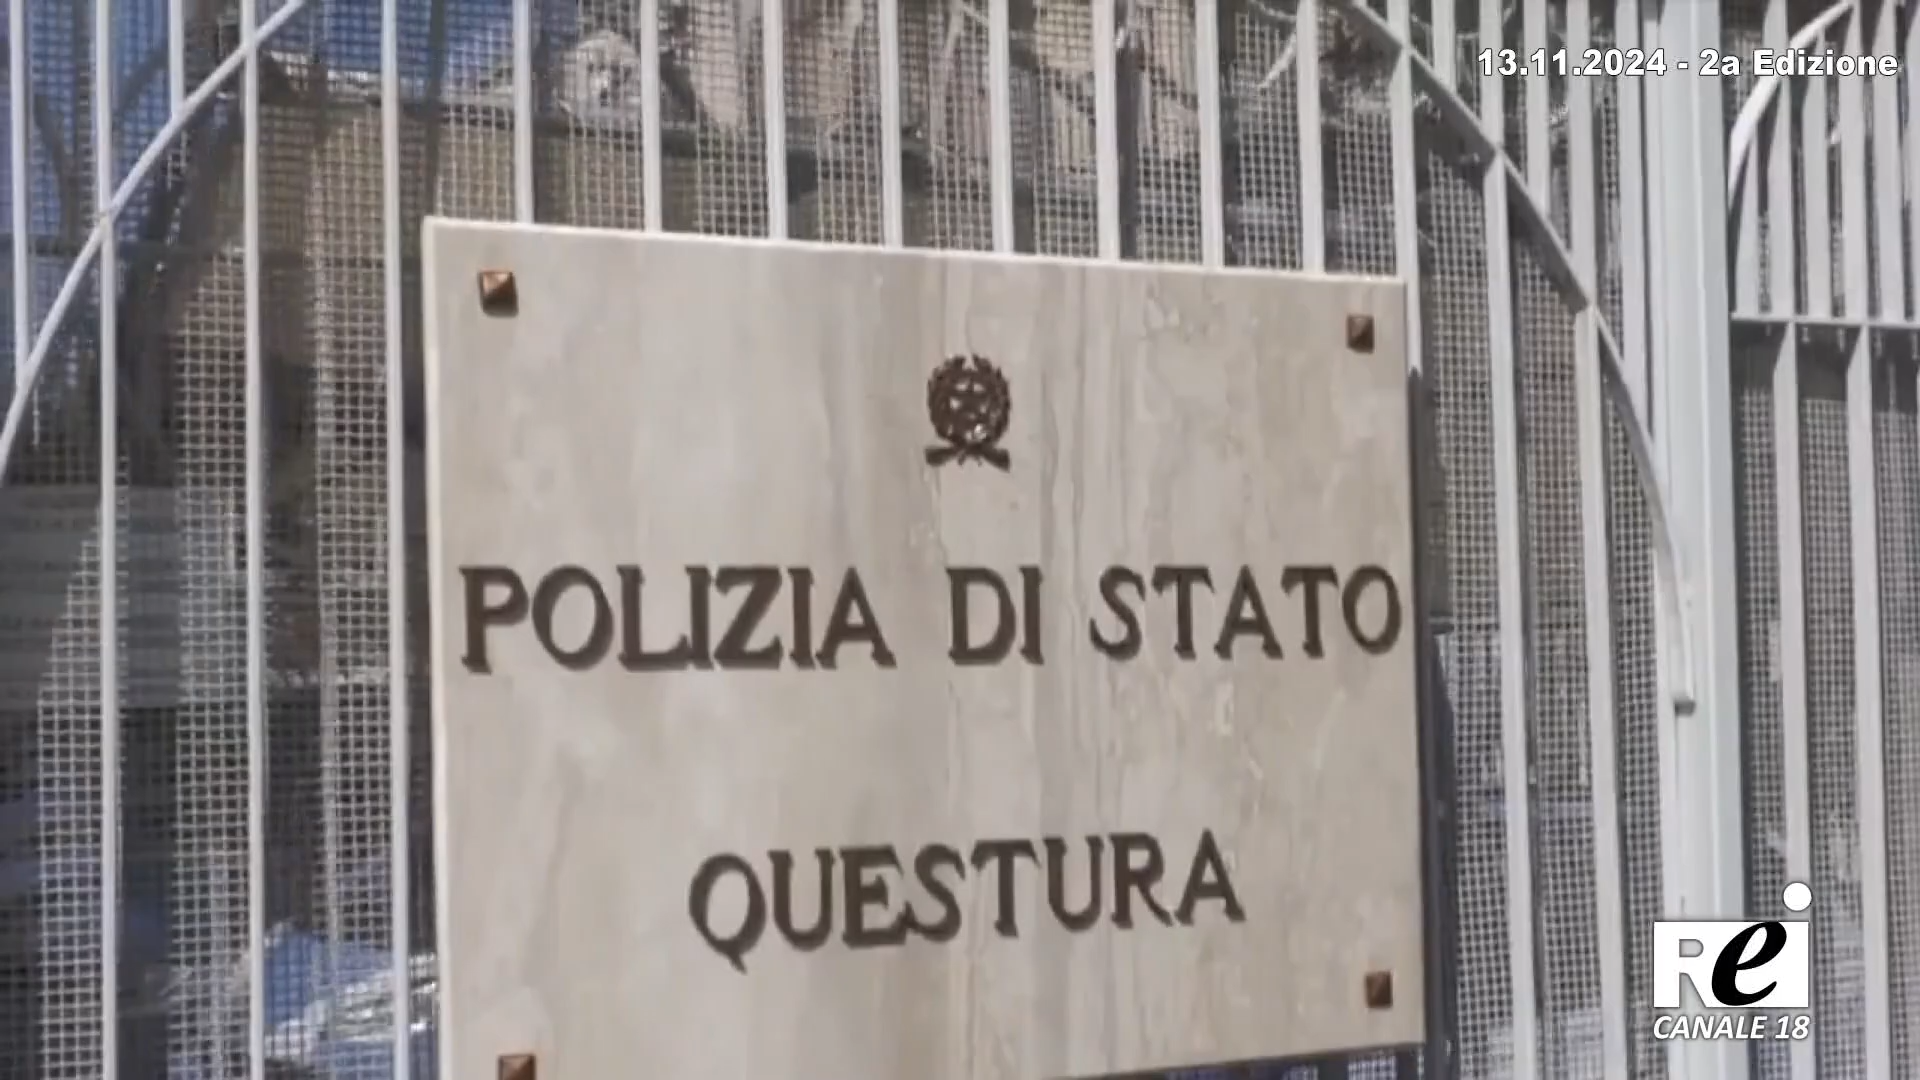 13.11.2024 - 2a Edizione
POLIZIA DI STATO
QUESTURA
Rei
CANALE 18